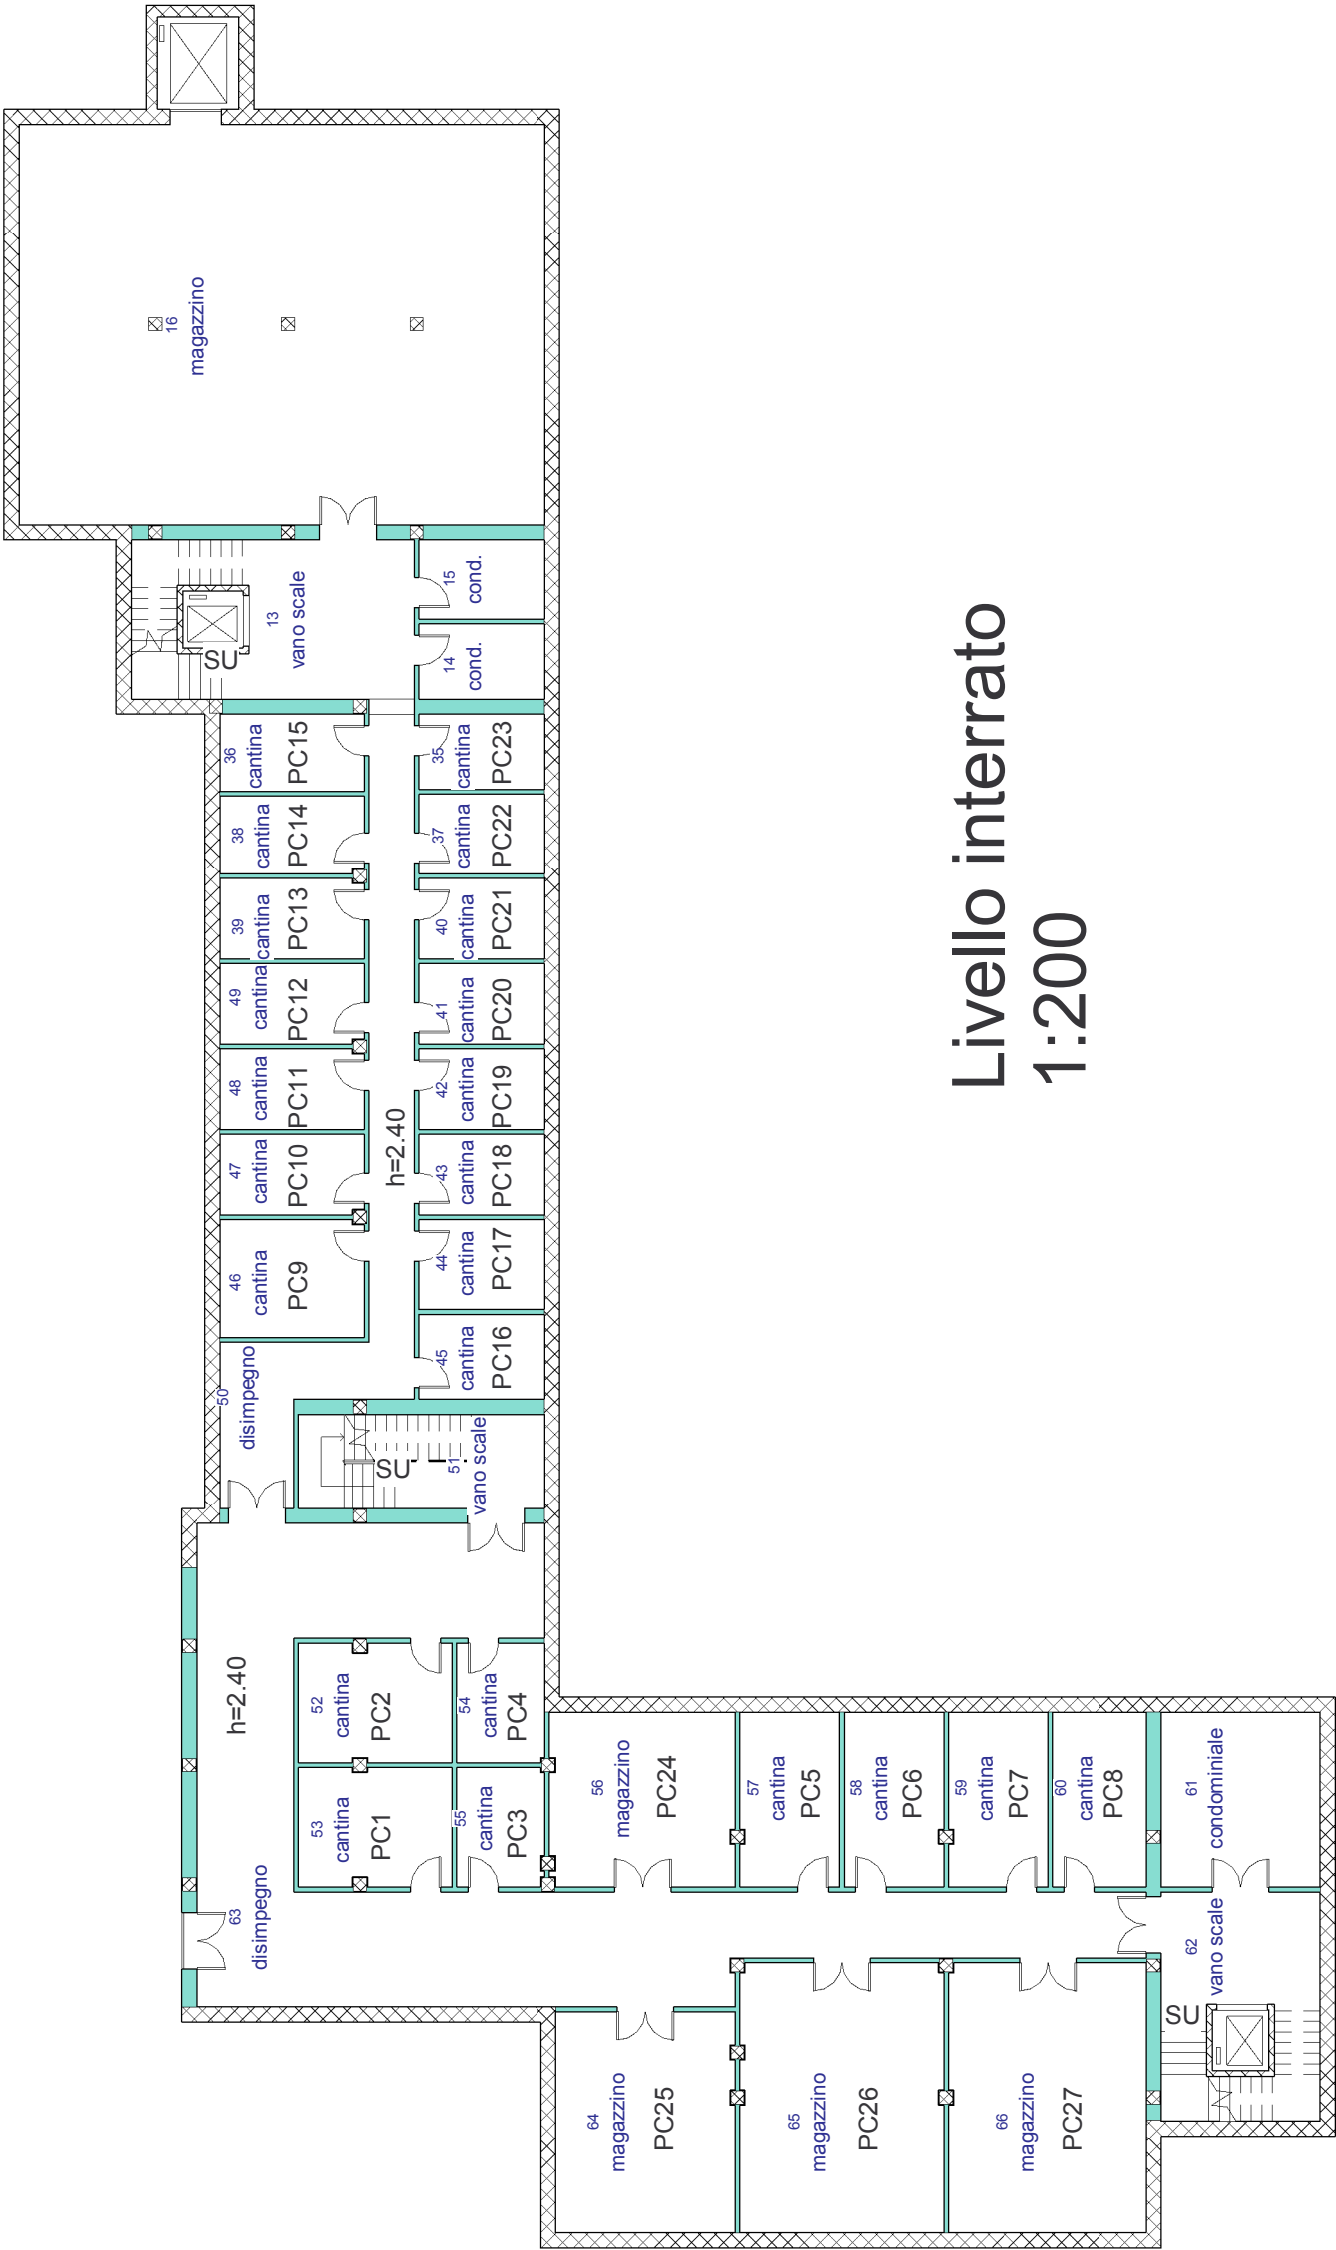 16
magazzino
13
vano scale
SU
15
cond.
14
cond.
36
cantina
PC15
35
cantina
PC23
38
cantina
PC14
37
cantina
PC22
39
cantina
PC13
40
cantina
PC21
49
cantina
PC12
41
cantina
PC20
48
cantina
PC11
42
cantina
PC19
47
cantina
PC10
43
cantina
PC18
h=2.40
46
cantina
PC9
44
cantina
PC17
45
cantina
PC16
50
disimpegno
SU
51
vano scale
h=2.40
52
cantina
PC2
54
cantina
PC4
53
cantina
PC1
55
cantina
PC3
63
disimpegno
56
magazzino
PC24
57
cantina
PC5
58
cantina
PC6
59
cantina
PC7
60
cantina
PC8
61
condominiale
62
vano scale
SU
64
magazzino
PC25
65
magazzino
PC26
66
magazzino
PC27
Livello interrato
1:200